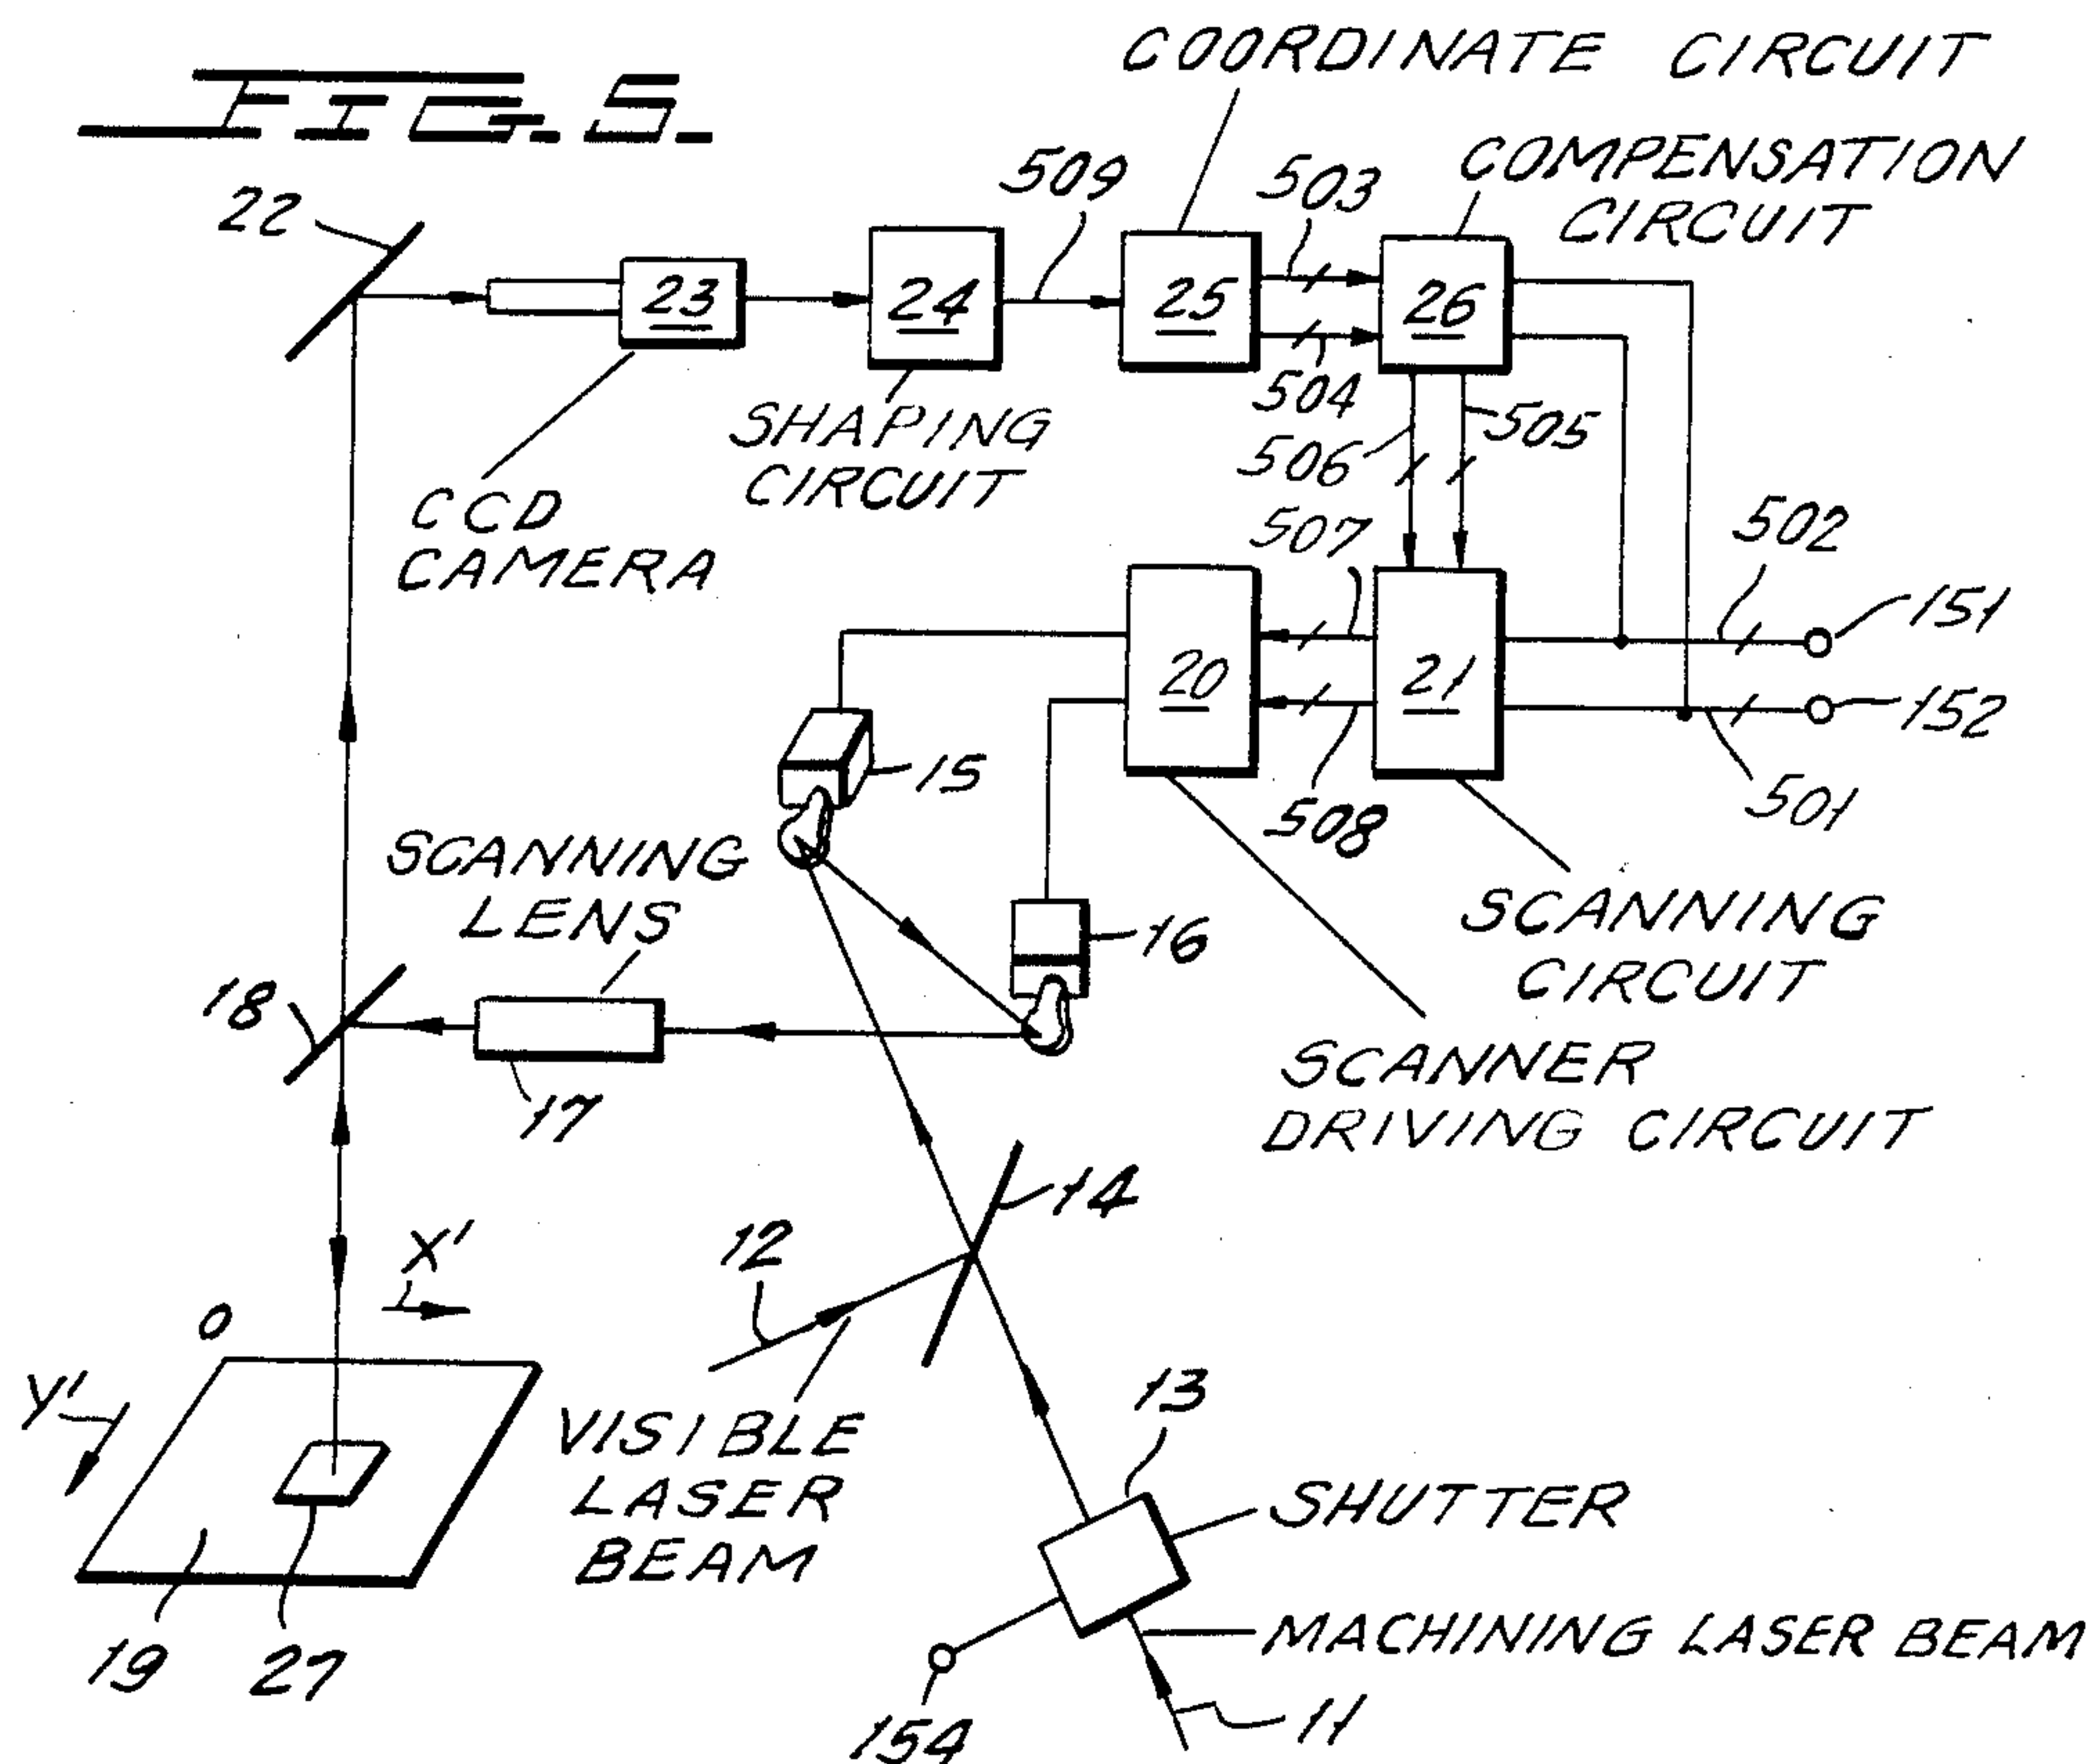 FIG. 5.
COORDINATE CIRCUIT
COMPENSATION
CIRCUIT
509
503
22
23
24
25
26
504
505
506
SHAPING
CIRCUIT
CCD
CAMERA
507
502
151
20
21
152
15
508
501
SCANNING
LENS
16
SCANNING
CIRCUIT
18
17
SCANNER
DRIVING CIRCUIT
14
12
X'
O
13
Y'
VISIBLE
LASER
BEAM
SHUTTER
MACHINING LASER BEAM
19
27
154
11